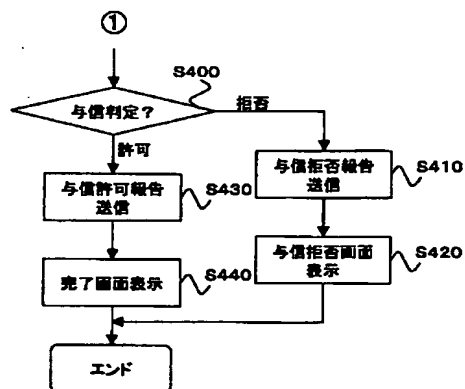 ①
S400
与信判定?
拒否
許可
与信許可報告
送信
S430
与信拒否報告
送信
S410
完了画面表示
S440
与信拒否画面
表示
S420
エンド